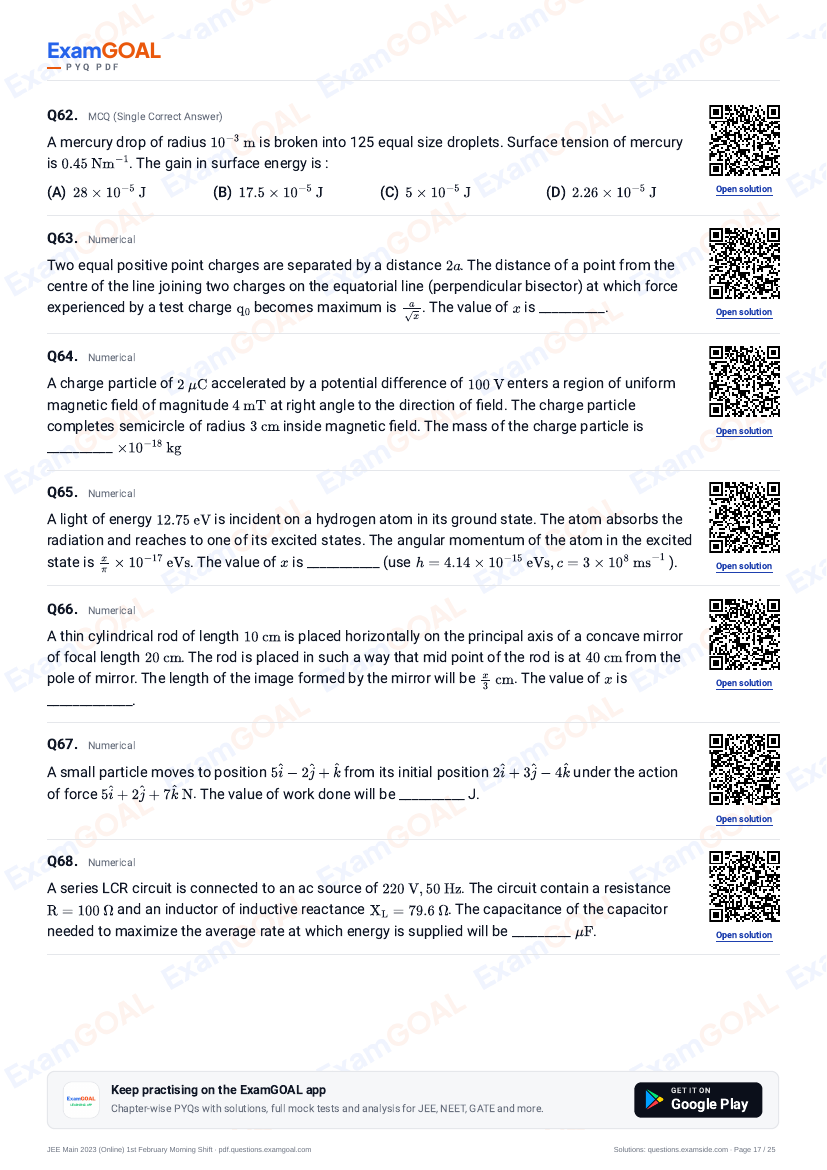 ExamGOAL
PYQ PDF
Q62. MCQ (Single Correct Answer)
A mercury drop of radius 10⁻³ m is broken into 125 equal size droplets. Surface tension of mercury
is 0.45 Nm⁻¹. The gain in surface energy is :
(A) 28 × 10⁻⁵ J (B) 17.5 × 10⁻⁵ J (C) 5 × 10⁻⁵ J (D) 2.26 × 10⁻⁵ J
Open solution
Q63. Numerical
Two equal positive point charges are separated by a distance 2a. The distance of a point from the
centre of the line joining two charges on the equatorial line (perpendicular bisector) at which force
experienced by a test charge q₀ becomes maximum is a/√x. The value of x is __________.
Open solution
Q64. Numerical
A charge particle of 2 μC accelerated by a potential difference of 100 V enters a region of uniform
magnetic field of magnitude 4 mT at right angle to the direction of field. The charge particle
completes semicircle of radius 3 cm inside magnetic field. The mass of the charge particle is
__________ ×10⁻¹⁸ kg
Open solution
Q65. Numerical
A light of energy 12.75 eV is incident on a hydrogen atom in its ground state. The atom absorbs the
radiation and reaches to one of its excited states. The angular momentum of the atom in the excited
state is x/π × 10⁻¹⁷ eVs. The value of x is ___________ (use h = 4.14 × 10⁻¹⁵ eVs, c = 3 × 10⁸ ms⁻¹ ).
Open solution
Q66. Numerical
A thin cylindrical rod of length 10 cm is placed horizontally on the principal axis of a concave mirror
of focal length 20 cm. The rod is placed in such a way that mid point of the rod is at 40 cm from the
pole of mirror. The length of the image formed by the mirror will be x/3 cm. The value of x is
_____________.
Open solution
Q67. Numerical
A small particle moves to position 5î − 2ĵ + k̂ from its initial position 2î + 3ĵ − 4k̂ under the action
of force 5î + 2ĵ + 7k̂ N. The value of work done will be __________ J.
Open solution
Q68. Numerical
A series LCR circuit is connected to an ac source of 220 V, 50 Hz. The circuit contain a resistance
R = 100 Ω and an inductor of inductive reactance X_L = 79.6 Ω. The capacitance of the capacitor
needed to maximize the average rate at which energy is supplied will be _________ μF.
Open solution
ExamGOAL
Keep practising on the ExamGOAL app
Chapter-wise PYQs with solutions, full mock tests and analysis for JEE, NEET, GATE and more.
GET IT ON
Google Play
JEE Main 2023 (Online) 1st February Morning Shift · pdf.questions.examgoal.com
Solutions: questions.examside.com · Page 17 / 25